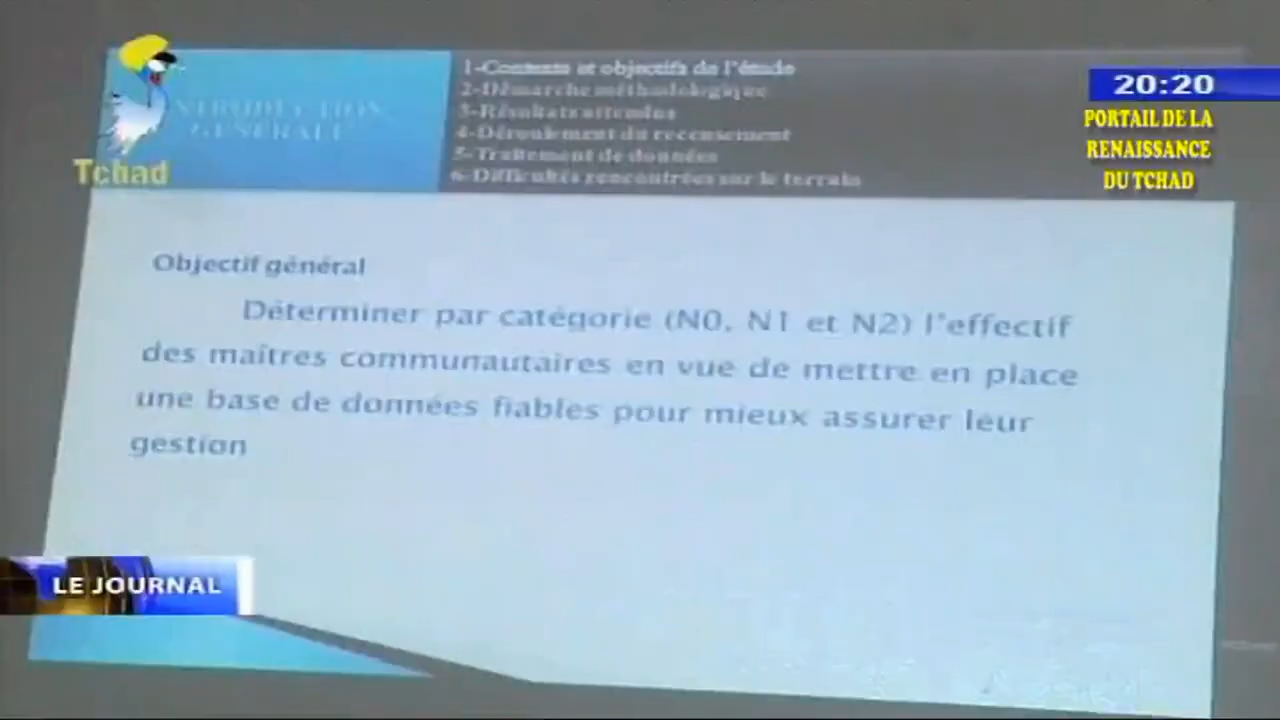 INTRODUCTION
GENERALE
1-Contexte et objectifs de l'étude
2-Démarche méthodologique
3-Résultats attendus
4-Déroulement du recensement
5-Traitement de données
6-Difficultés rencontrées sur le terrain
Tchad
20:20
PORTAIL DE LA
RENAISSANCE
DU TCHAD
Objectif général
Déterminer par catégorie (N0, N1 et N2) l'effectif
des maîtres communautaires en vue de mettre en place
une base de données fiables pour mieux assurer leur
gestion
LE JOURNAL